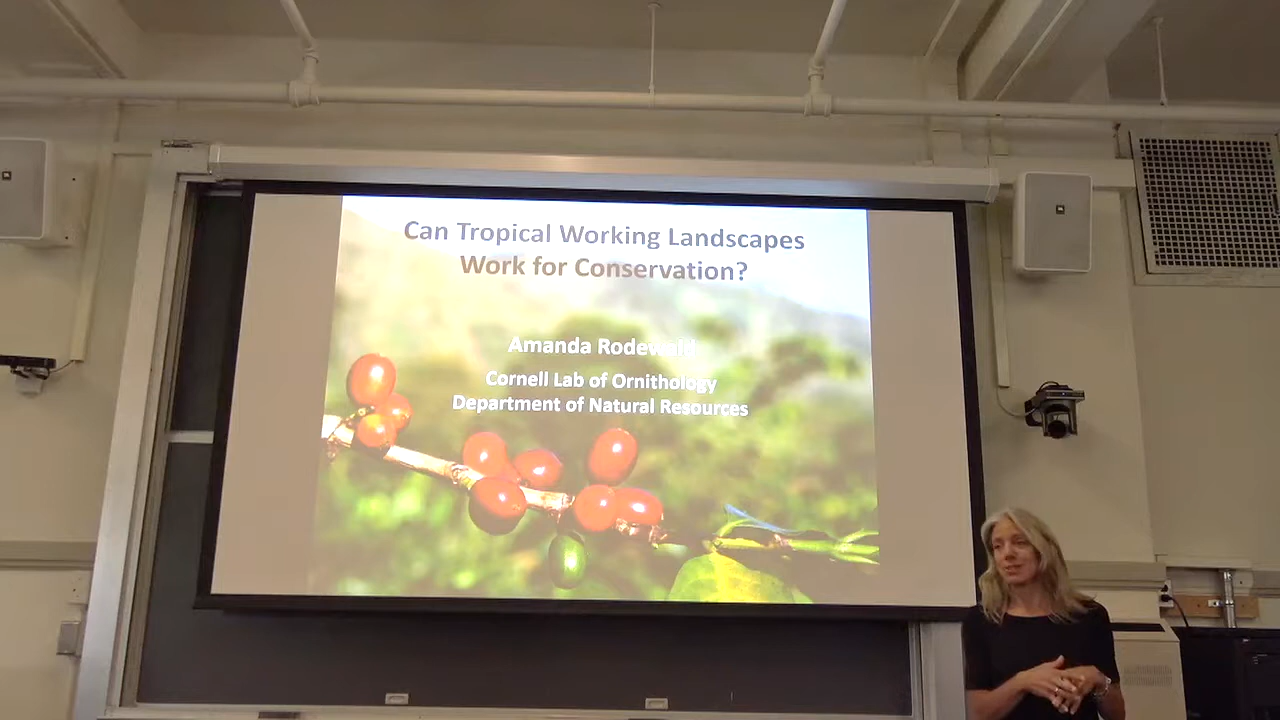 Can Tropical Working Landscapes
Work for Conservation?
Amanda Rodewald
Cornell Lab of Ornithology
Department of Natural Resources